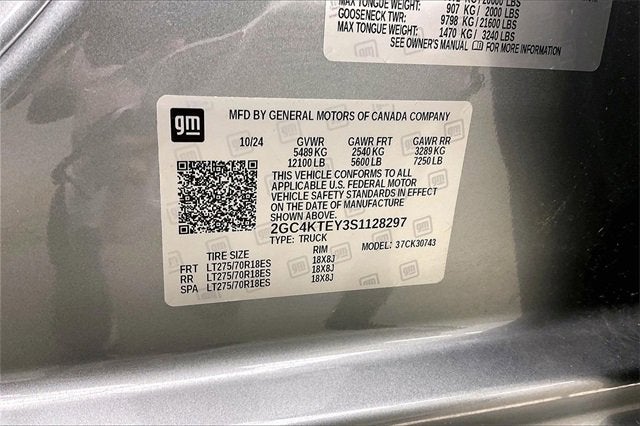 MAX TONGUE WEIGHT: 907 KG / 2000 LBS
GOOSENECK TWR: 9798 KG / 21600 LBS
MAX TONGUE WEIGHT: 1470 KG / 3240 LBS
SEE OWNER'S MANUAL FOR MORE INFORMATION
gm
MFD BY GENERAL MOTORS OF CANADA COMPANY
10/24 GVWR GAWR FRT GAWR RR
5489 KG 2540 KG 3289 KG
12100 LB 5600 LB 7250 LB
THIS VEHICLE CONFORMS TO ALL
APPLICABLE U.S. FEDERAL MOTOR
VEHICLE SAFETY STANDARDS IN EFFECT
ON THE DATE OF MANUFACTURE
SHOWN ABOVE.
2GC4KTEY3S1128297
TYPE: TRUCK MODEL: 37CK30743
TIRE SIZE RIM
FRT LT275/70R18ES 18X8J
RR LT275/70R18ES 18X8J
SPA LT275/70R18ES 18X8J